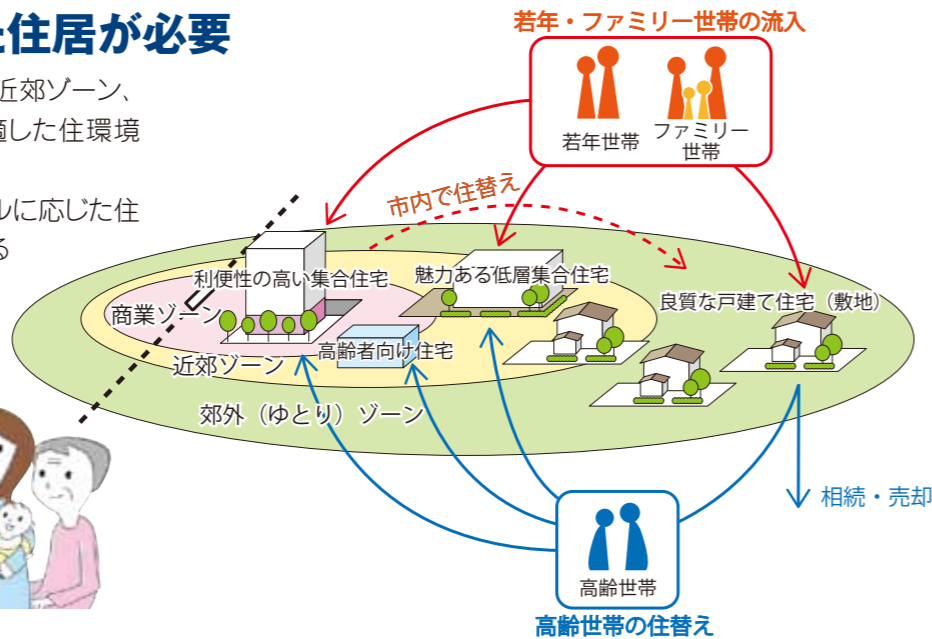 た住居が必要
近郊ゾーン、
適した住環境
ルに応じた住
る
若年・ファミリー世帯の流入
若年世帯
ファミリー
世帯
市内で住替え
利便性の高い集合住宅
魅力ある低層集合住宅
良質な戸建て住宅（敷地）
商業ゾーン
高齢者向け住宅
近郊ゾーン
郊外（ゆとり）ゾーン
相続・売却
高齢世帯
高齢世帯の住替え